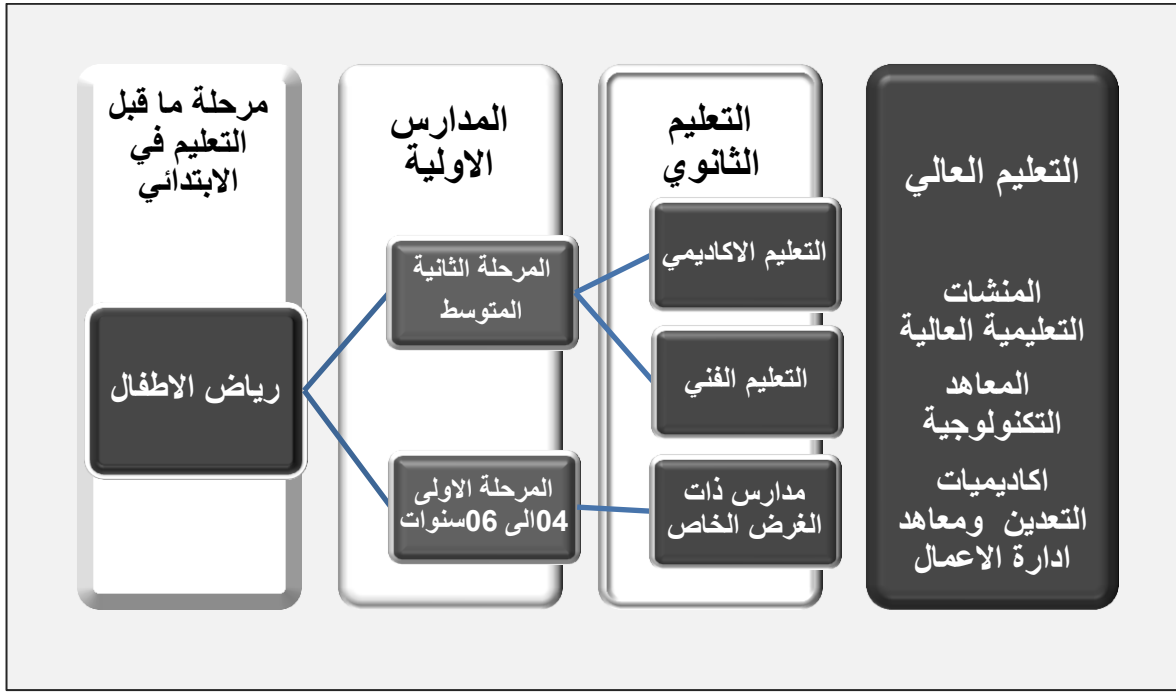 مرحلة ما قبل
التعليم في
الابتدائي
رياض الاطفال
المدارس
الاولية
المرحلة الثانية
المتوسط
المرحلة الاولى
04الى 06سنوات
التعليم
الثانوي
التعليم الاكاديمي
التعليم الفني
مدارس ذات
الغرض الخاص
التعليم العالي
المنشات
التعليمية العالية
المعاهد
التكنولوجية
اكاديميات
التعدين ومعاهد
ادارة الاعمال